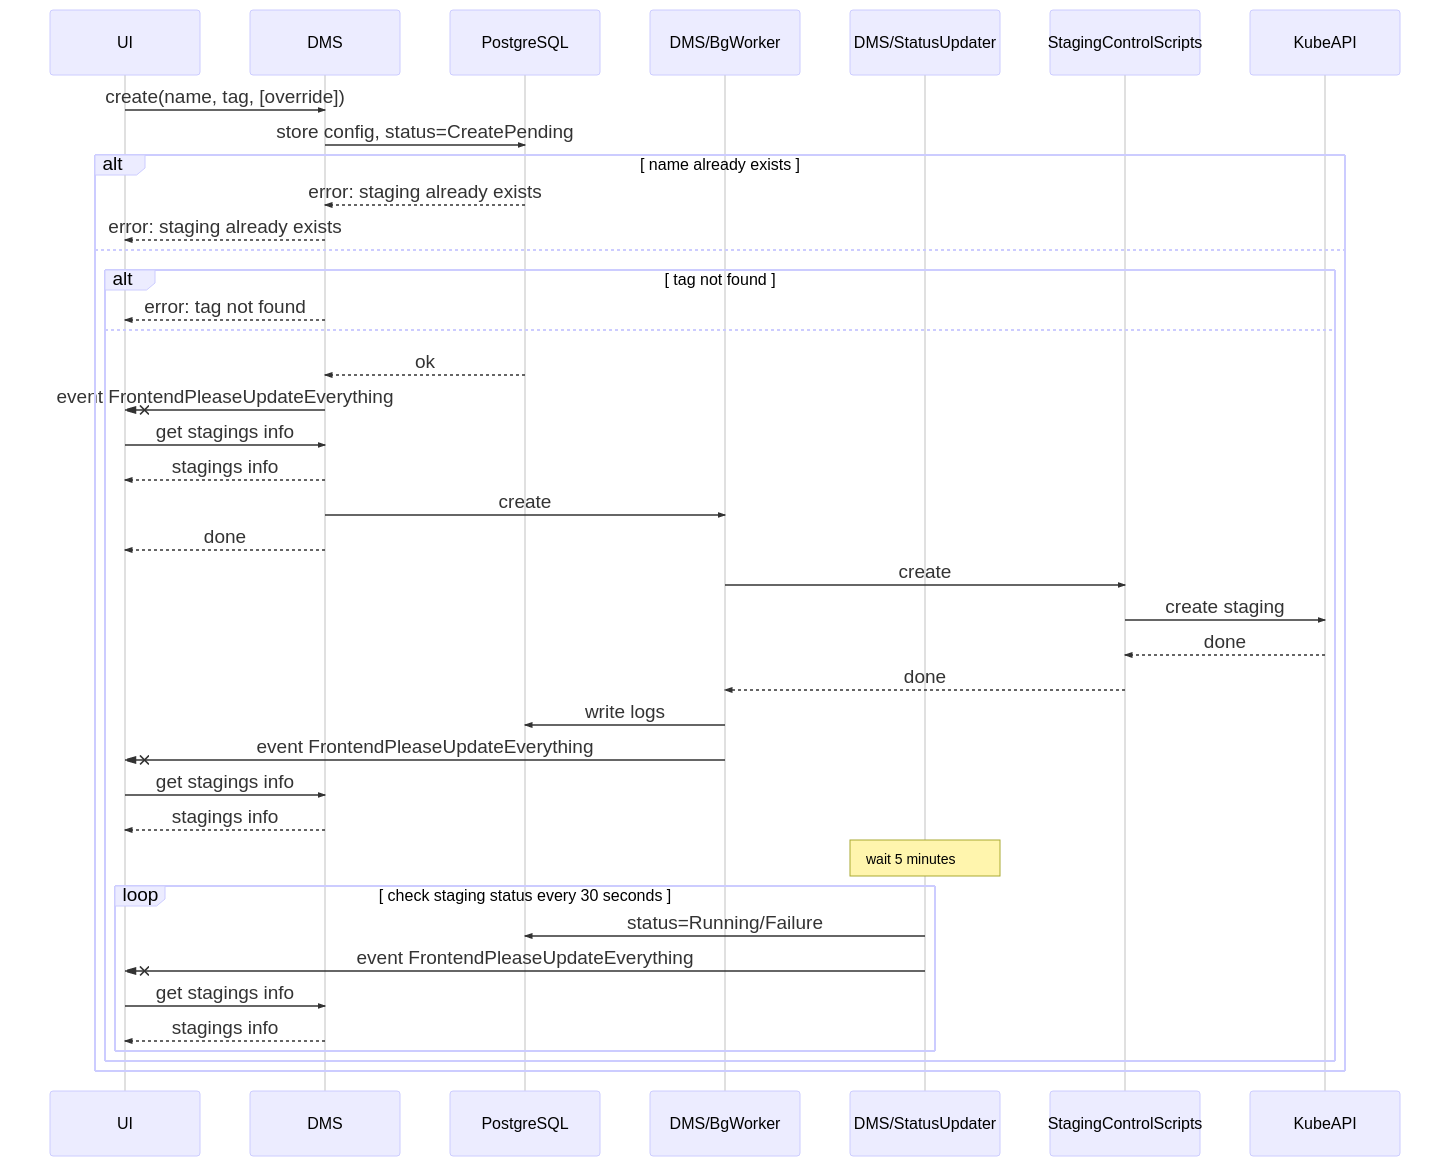 UI DMS PostgreSQL DMS/BgWorker DMS/StatusUpdater StagingControlScripts KubeAPI
create(name, tag, [override])
store config, status=CreatePending
alt [ name already exists ]
error: staging already exists
error: staging already exists
alt [ tag not found ]
error: tag not found
ok
event FrontendPleaseUpdateEverything
get stagings info
stagings info
create
done
create
create staging
done
done
write logs
event FrontendPleaseUpdateEverything
get stagings info
stagings info
wait 5 minutes
loop [ check staging status every 30 seconds ]
status=Running/Failure
event FrontendPleaseUpdateEverything
get stagings info
stagings info
UI DMS PostgreSQL DMS/BgWorker DMS/StatusUpdater StagingControlScripts KubeAPI